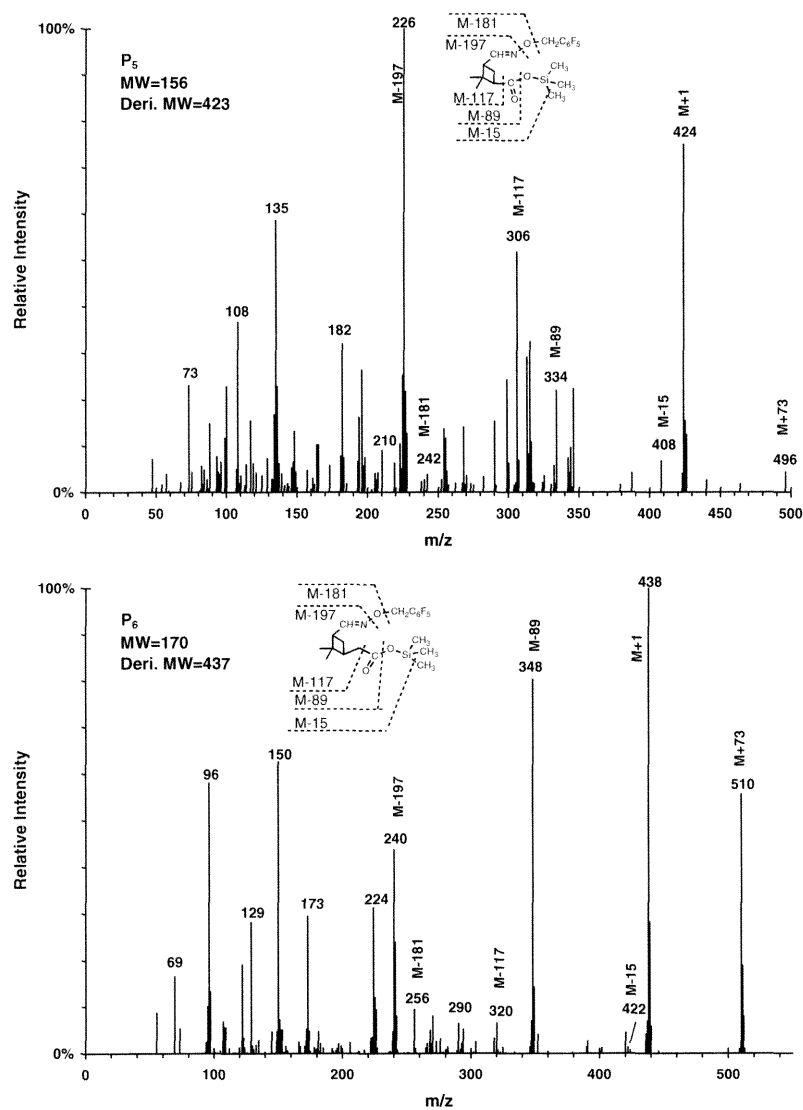 100%
0%
Relative Intensity
P5
MW=156
Deri. MW=423
M-181
M-197
O
CH2C6F5
CH=N
CH3
O
Si
CH3
C
O
CH3
M-117
M-89
M-15
73
108
135
182
210
226
M-197
242
M-181
306
M-117
334
M-89
408
M-15
424
M+1
496
M+73
0 50 100 150 200 250 300 350 400 450 500
m/z
100%
0%
Relative Intensity
P6
MW=170
Deri. MW=437
M-181
M-197
O
CH2C6F5
CH=N
CH3
O
Si
CH3
C
O
CH3
M-117
M-89
M-15
69
96
129
150
173
224
240
M-197
256
M-181
290
320
M-117
348
M-89
422
M-15
438
M+1
510
M+73
0 100 200 300 400 500
m/z